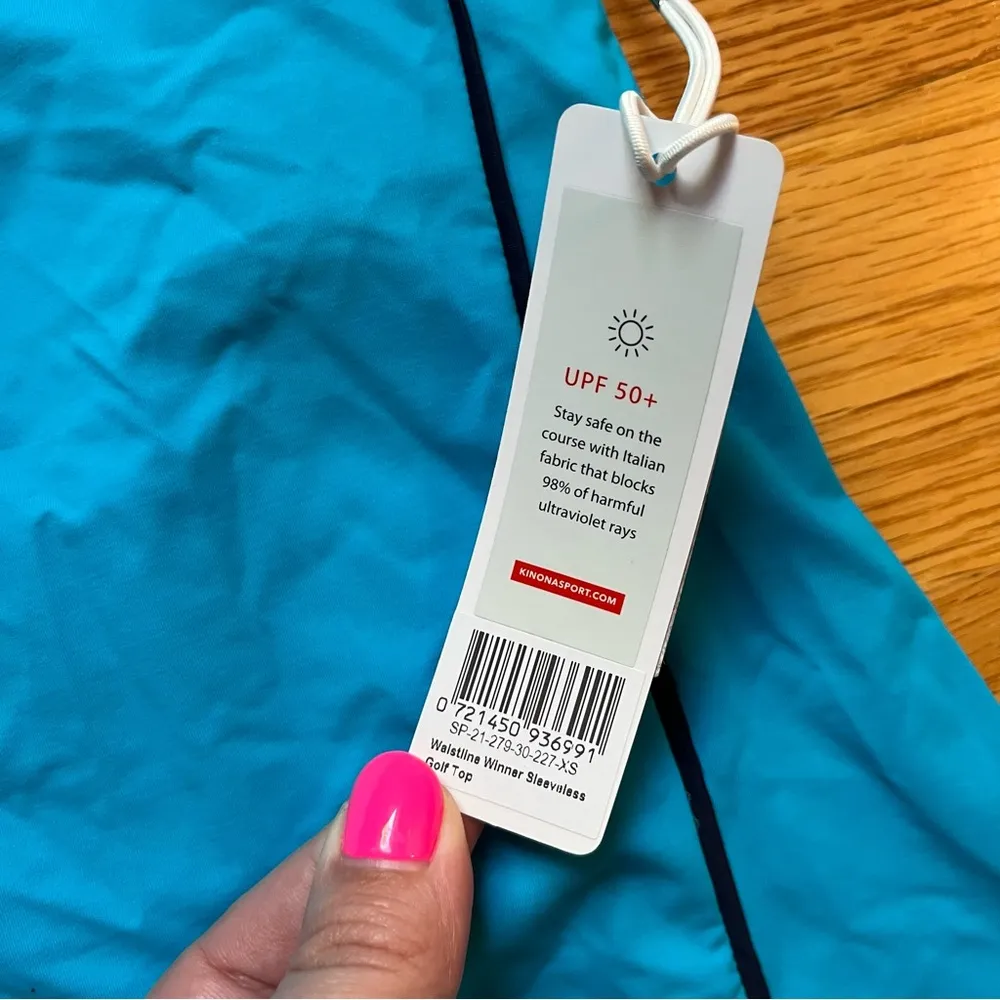 UPF 50+
Stay safe on the
course with Italian
fabric that blocks
98% of harmful
ultraviolet rays
KINONASPORT.COM
0 721450 936991
SP-21-279-30-227-XS
Waistline Winner Sleeveless
Golf Top